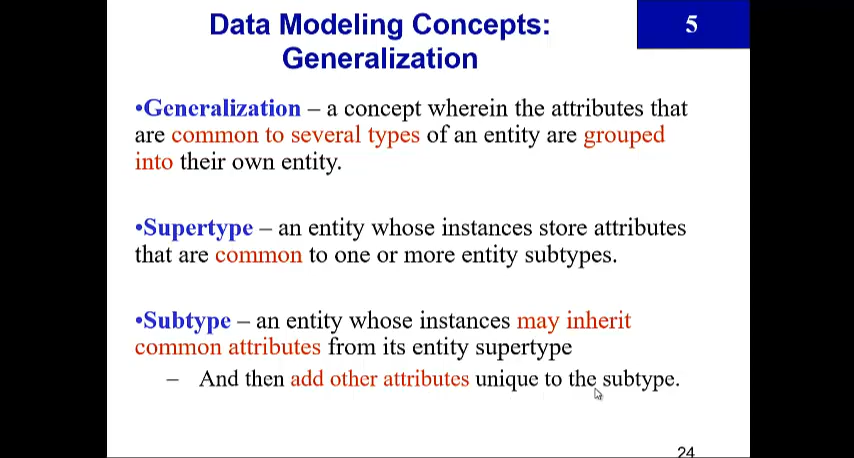 Data Modeling Concepts:
Generalization
5
•Generalization – a concept wherein the attributes that
are common to several types of an entity are grouped
into their own entity.
•Supertype – an entity whose instances store attributes
that are common to one or more entity subtypes.
•Subtype – an entity whose instances may inherit
common attributes from its entity supertype
– And then add other attributes unique to the subtype.
24